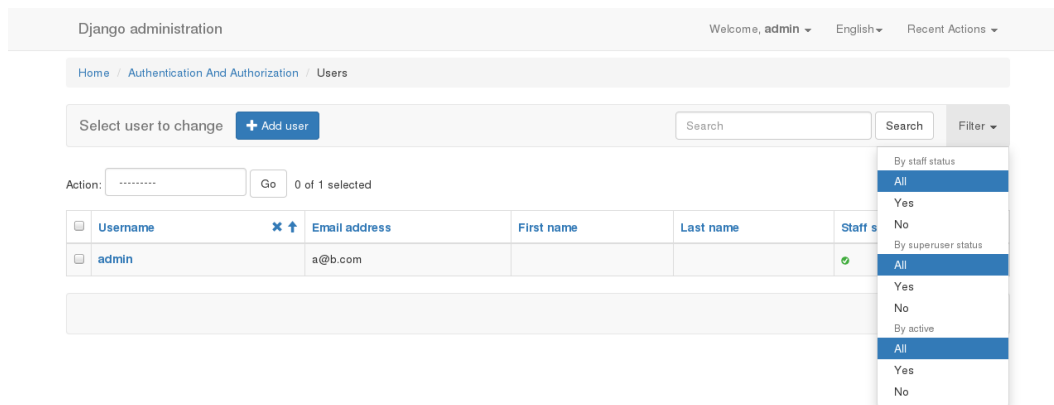 Django administration
Welcome, admin
English
Recent Actions
Home / Authentication And Authorization / Users
Select user to change
Add user
Search
Search
Filter
Action: --------- Go 0 of 1 selected
Username
Email address
First name
Last name
Staff s
admin
a@b.com
By staff status
All
Yes
No
By superuser status
All
Yes
No
By active
All
Yes
No